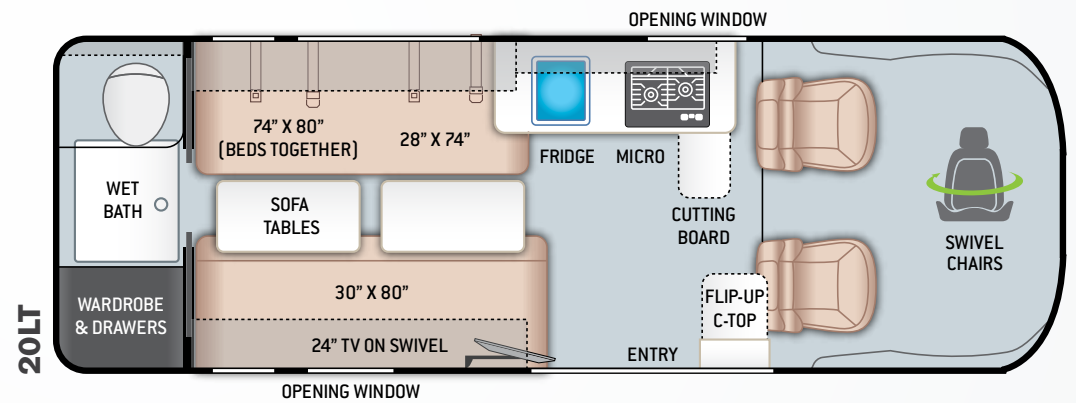 OPENING WINDOW
74” X 80”
(BEDS TOGETHER)
28” X 74”
FRIDGE
MICRO
WET
BATH
SOFA
TABLES
CUTTING
BOARD
SWIVEL
CHAIRS
30” X 80”
WARDROBE
& DRAWERS
FLIP-UP
C-TOP
24” TV ON SWIVEL
ENTRY
OPENING WINDOW
20LT